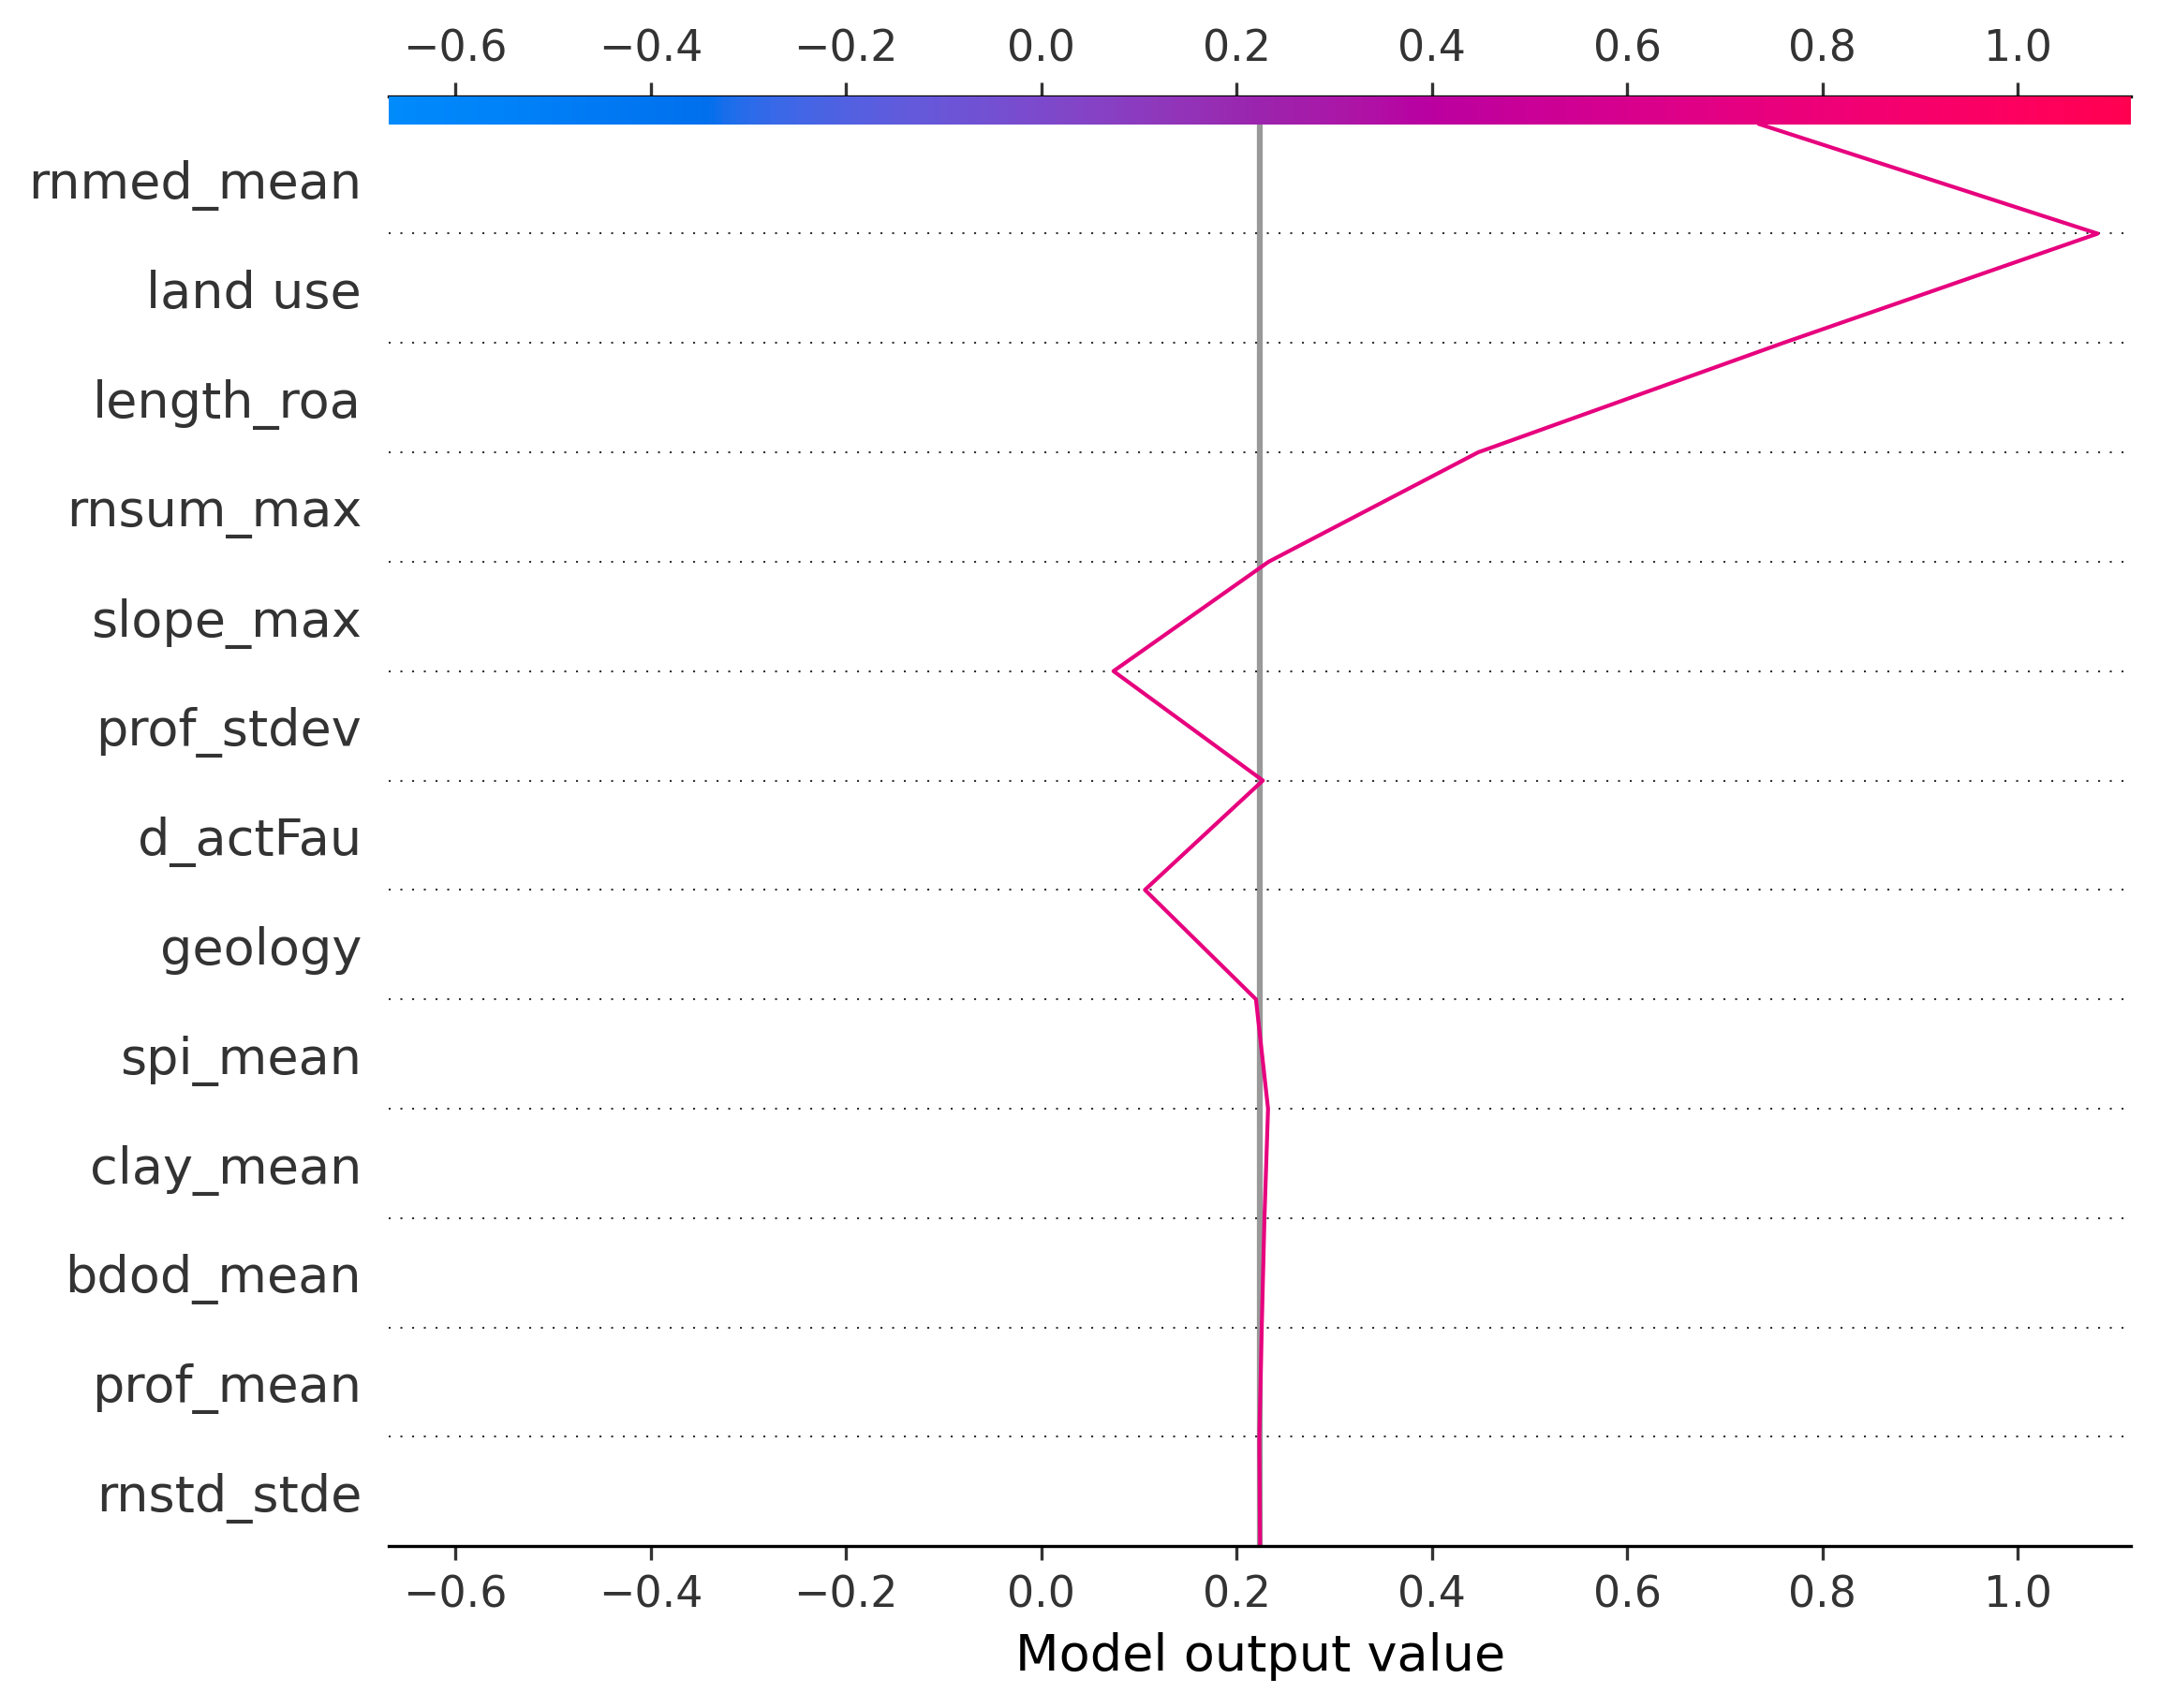 −0.6 −0.4 −0.2 0.0 0.2 0.4 0.6 0.8 1.0
rnmed_mean
land use
length_roa
rnsum_max
slope_max
prof_stdev
d_actFau
geology
spi_mean
clay_mean
bdod_mean
prof_mean
rnstd_stde
−0.6 −0.4 −0.2 0.0 0.2 0.4 0.6 0.8 1.0
Model output value